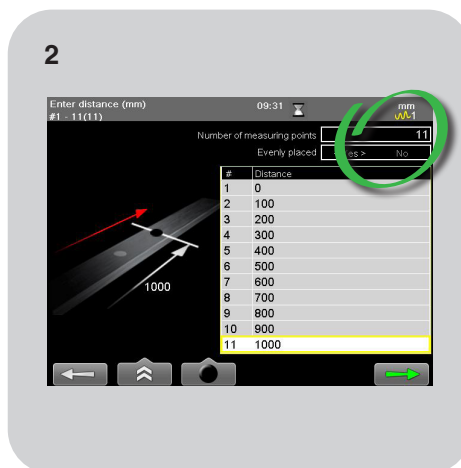 2
Enter distance (mm) 09:31 mm
#1 - 11(11) 1
Number of measuring points 11
Evenly placed No
# Distance
1 0
2 100
3 200
4 300
5 400
6 500
7 600
8 700
9 800
10 900
11 1000
1000